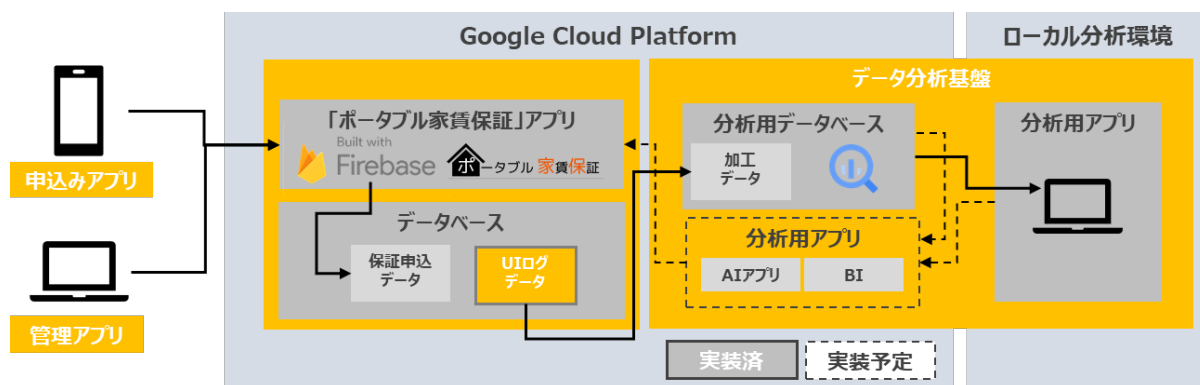 Google Cloud Platform
ローカル分析環境
申込みアプリ
管理アプリ
「ポータブル家賃保証」アプリ
Built with
Firebase
ポータブル 家賃保証
データベース
保証申込
データ
UIログ
データ
データ分析基盤
分析用データベース
加工
データ
分析用アプリ
AIアプリ
BI
分析用アプリ
実装済
実装予定